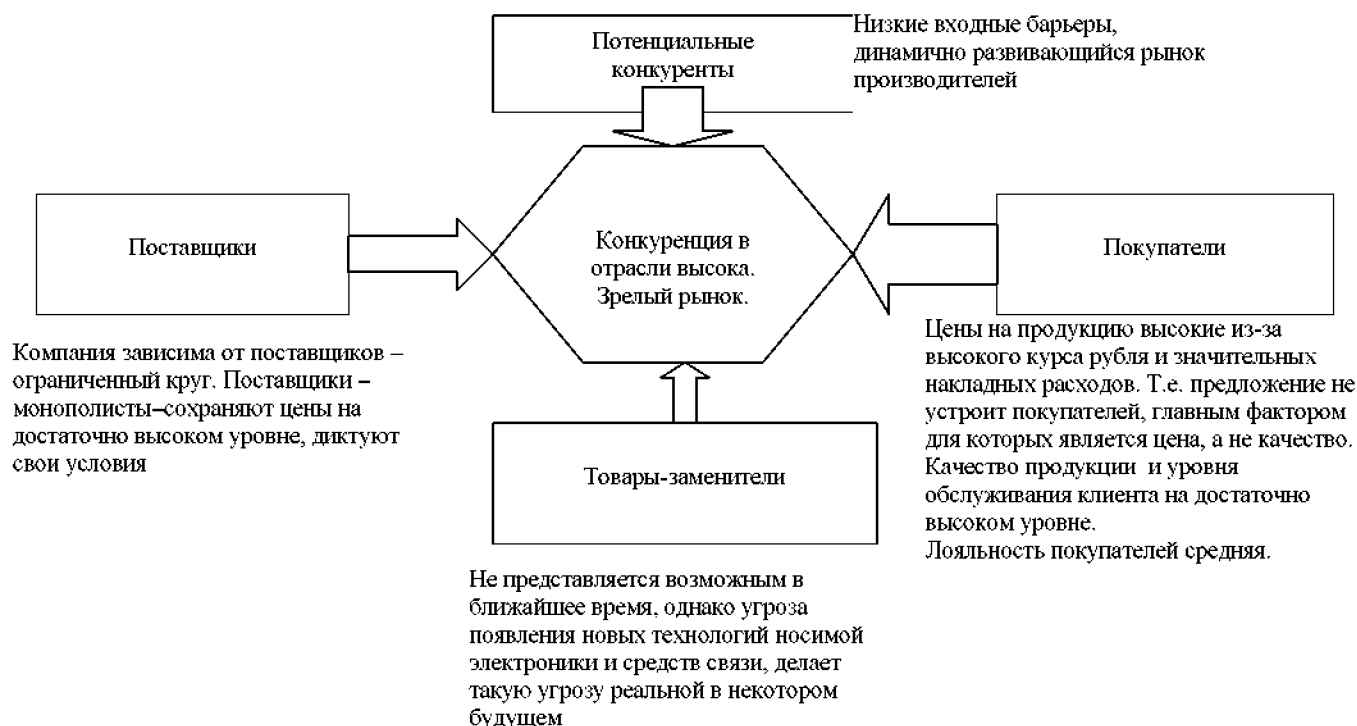 Потенциальные
конкуренты
Низкие входные барьеры,
динамично развивающийся рынок
производителей
Поставщики
Конкуренция в
отрасли высока.
Зрелый рынок.
Покупатели
Компания зависима от поставщиков –
ограниченный круг. Поставщики –
монополисты–сохраняют цены на
достаточно высоком уровне, диктуют
свои условия
Цены на продукцию высокие из-за
высокого курса рубля и значительных
накладных расходов. Т.е. предложение не
устроит покупателей, главным фактором
для которых является цена, а не качество.
Качество продукции и уровня
обслуживания клиента на достаточно
высоком уровне.
Лояльность покупателей средняя.
Товары-заменители
Не представляется возможным в
ближайшее время, однако угроза
появления новых технологий носимой
электроники и средств связи, делает
такую угрозу реальной в некотором
будущем